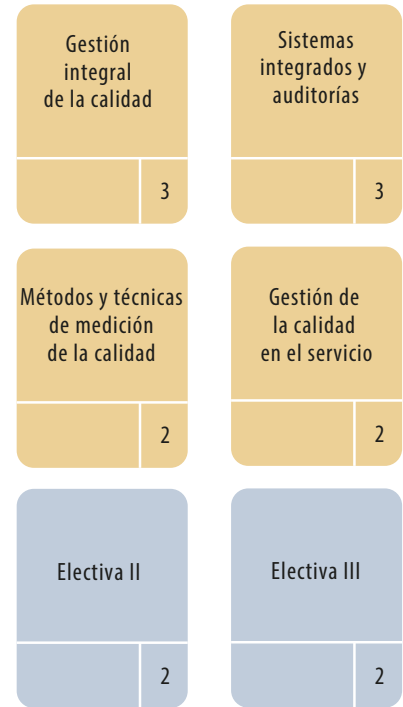 Gestión
integral
de la calidad
3
Sistemas
integrados y
auditorías
3
Métodos y técnicas
de medición
de la calidad
2
Gestión de
la calidad
en el servicio
2
Electiva II
2
Electiva III
2